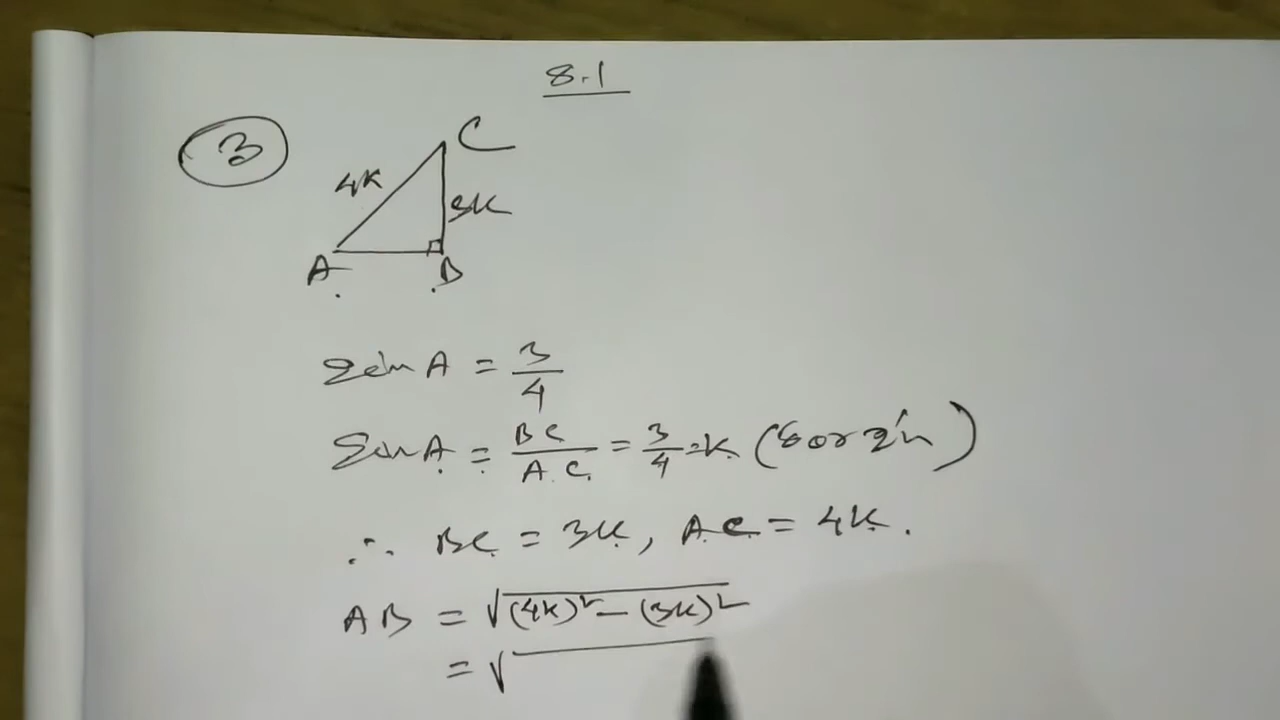 8.1
3
C
4K
3K
A
B
Sin A = 3/4
Sin A = BC/AC = 3/4 = K
∴ BC = 3K, AC = 4K.
AB = √(4K)² - (3K)²
= √